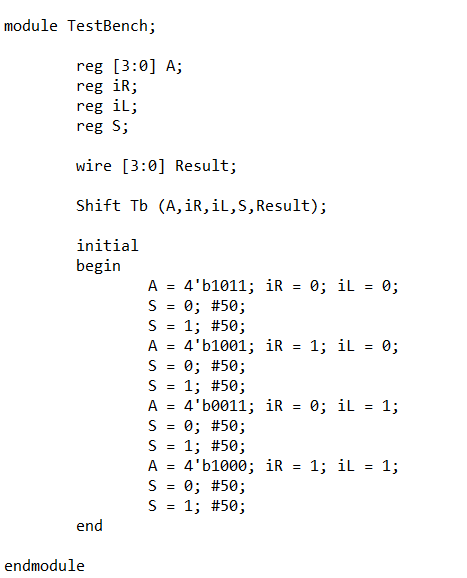 module TestBench;
reg [3:0] A;
reg iR;
reg iL;
reg S;
wire [3:0] Result;
Shift Tb (A,iR,iL,S,Result);
initial
begin
A = 4'b1011; iR = 0; iL = 0;
S = 0; #50;
S = 1; #50;
A = 4'b1001; iR = 1; iL = 0;
S = 0; #50;
S = 1; #50;
A = 4'b0011; iR = 0; iL = 1;
S = 0; #50;
S = 1; #50;
A = 4'b1000; iR = 1; iL = 1;
S = 0; #50;
S = 1; #50;
end
endmodule